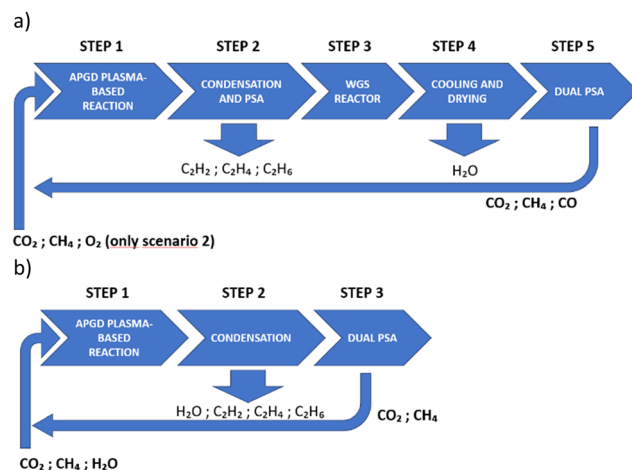 a)
STEP 1 STEP 2 STEP 3 STEP 4 STEP 5
APGD PLASMA-
BASED
REACTION
CONDENSATION
AND PSA
WGS
REACTOR
COOLING AND
DRYING
DUAL PSA
C₂H₂ ; C₂H₄ ; C₂H₆
H₂O
CO₂ ; CH₄ ; CO
CO₂ ; CH₄ ; O₂ (only scenario 2)
b)
STEP 1 STEP 2 STEP 3
APGD PLASMA-
BASED
REACTION
CONDENSATION
DUAL PSA
H₂O ; C₂H₂ ; C₂H₄ ; C₂H₆
CO₂ ; CH₄
CO₂ ; CH₄ ; H₂O